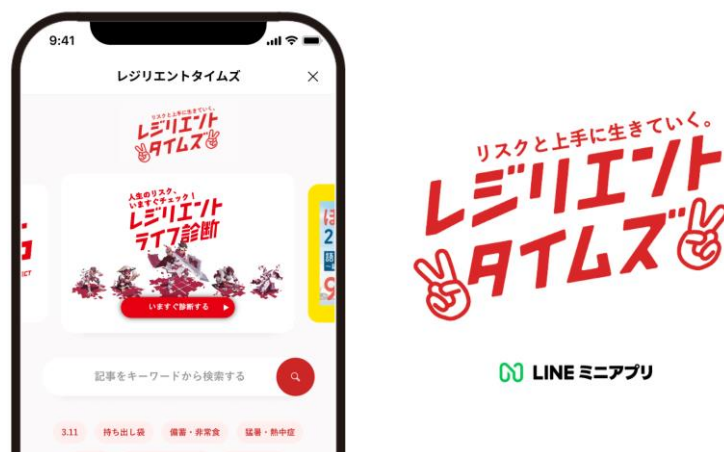 9:41
レジリエントタイムズ
リスクと上手に生きていく。
レジリエント
タイムズ
人生のリスク、
いますぐチェック!
レジリエント
ライフ診断
いますぐ診断する
記事をキーワードから検索する
3.11 持ち出し袋 備蓄・非常食 猛暑・熱中症
リスクと上手に生きていく。
レジリエント
タイムズ
LINE ミニアプリ